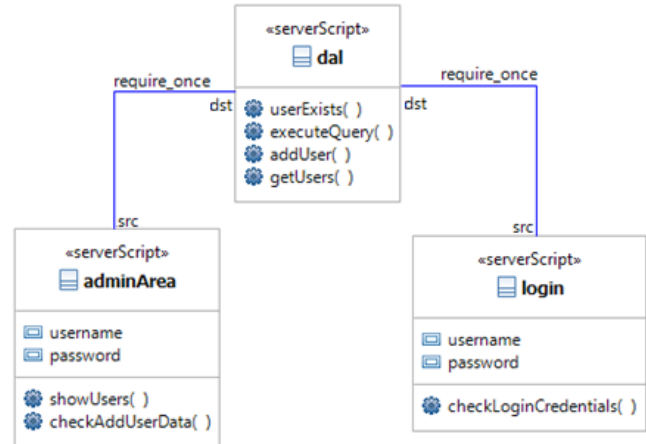 «serverScript»
dal
require_once
require_once
dst
dst
userExists( )
executeQuery( )
addUser( )
getUsers( )
src
src
«serverScript»
adminArea
username
password
showUsers( )
checkAddUserData( )
«serverScript»
login
username
password
checkLoginCredentials( )